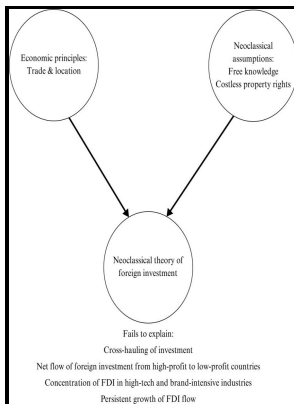 Economic principles:
Trade & location
Neoclassical
assumptions:
Free knowledge
Costless property rights
Neoclassical theory of
foreign investment
Fails to explain:
Cross-hauling of investment
Net flow of foreign investment from high-profit to low-profit countries
Concentration of FDI in high-tech and brand-intensive industries
Persistent growth of FDI flow